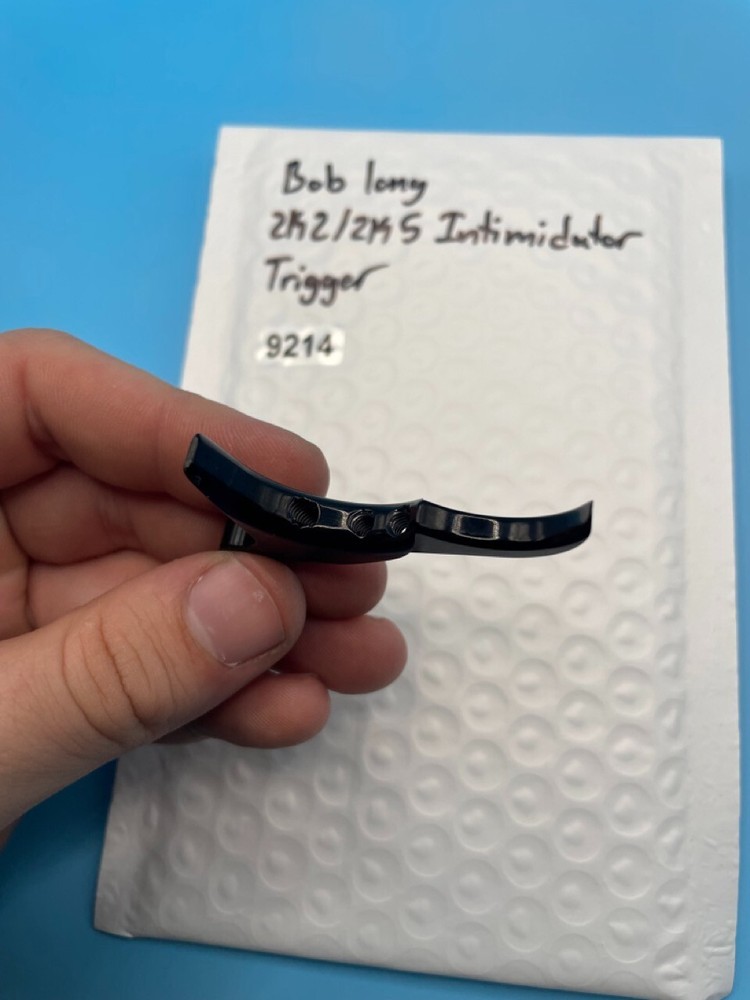 Bob long
2K2/2K5 Intimidator
Trigger
9214